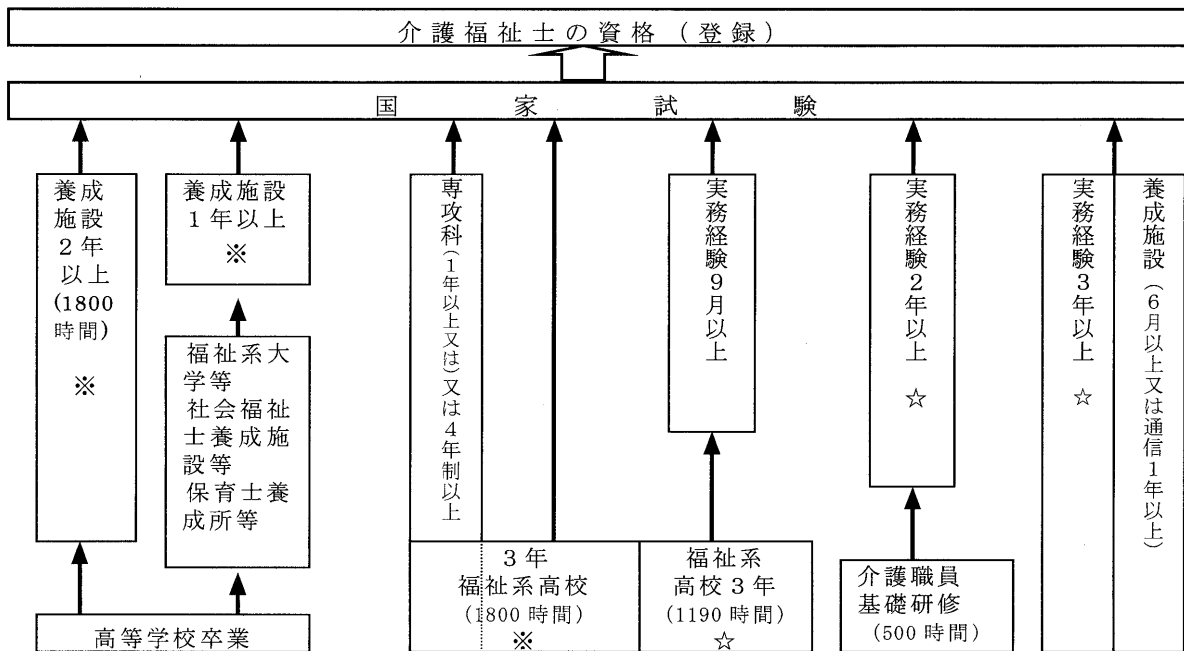 介護福祉士の資格（登録）
国家試験
養成
施設
2年
以上
(1800
時間)
※
養成施設
1年以上
※
福祉系大
学等
社会福祉
士養成施
設等
保育士養
成所等
高等学校卒業
専攻科（1年以上又は）又は4年制以上
3年
福祉系高校
(1800時間)
※
実務経験9月以上
福祉系
高校3年
(1190時間)
☆
実務経験2年以上 ☆
介護職員
基礎研修
(500時間)
実務経験3年以上 ☆
養成施設（6月以上又は通信1年以上）